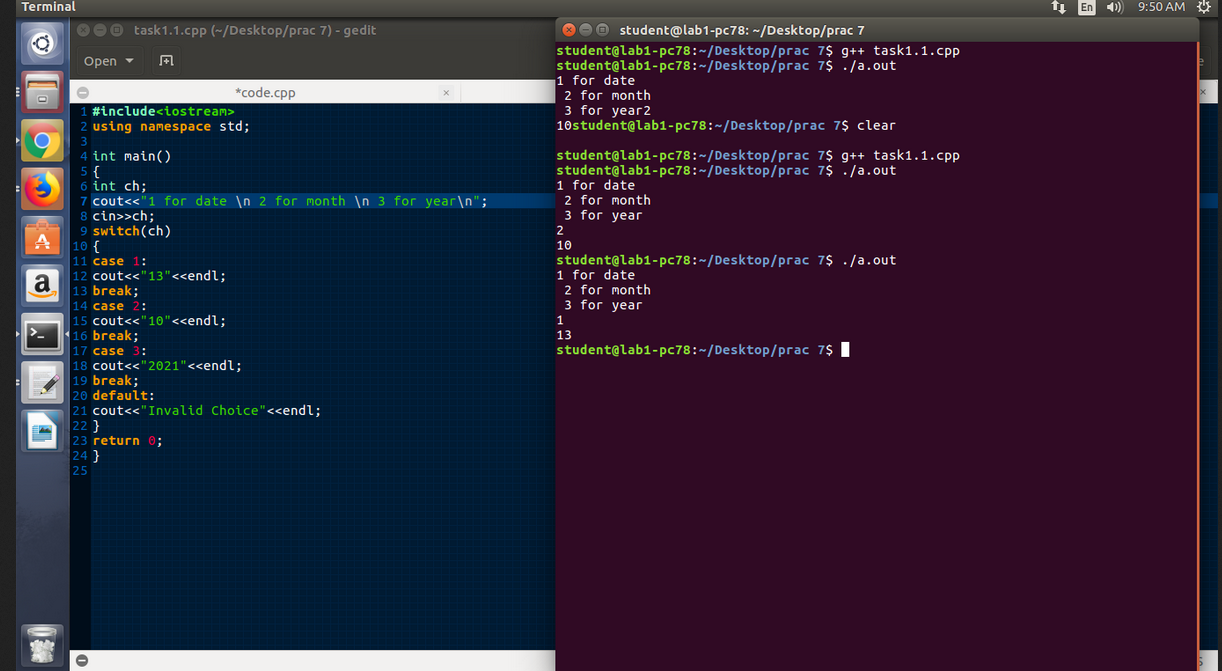 Terminal
En
9:50 AM
task1.1.cpp (~/Desktop/prac 7) - gedit
Open
*code.cpp
1 #include<iostream>
2 using namespace std;
3
4 int main()
5 {
6 int ch;
7 cout<<"1 for date \n 2 for month \n 3 for year\n";
8 cin>>ch;
9 switch(ch)
10 {
11 case 1:
12 cout<<"13"<<endl;
13 break;
14 case 2:
15 cout<<"10"<<endl;
16 break;
17 case 3:
18 cout<<"2021"<<endl;
19 break;
20 default:
21 cout<<"Invalid Choice"<<endl;
22 }
23 return 0;
24 }
25
student@lab1-pc78: ~/Desktop/prac 7
student@lab1-pc78:~/Desktop/prac 7$ g++ task1.1.cpp
student@lab1-pc78:~/Desktop/prac 7$ ./a.out
1 for date
 2 for month
 3 for year2
10student@lab1-pc78:~/Desktop/prac 7$ clear

student@lab1-pc78:~/Desktop/prac 7$ g++ task1.1.cpp
student@lab1-pc78:~/Desktop/prac 7$ ./a.out
1 for date
 2 for month
 3 for year
2
10
student@lab1-pc78:~/Desktop/prac 7$ ./a.out
1 for date
 2 for month
 3 for year
1
13
student@lab1-pc78:~/Desktop/prac 7$